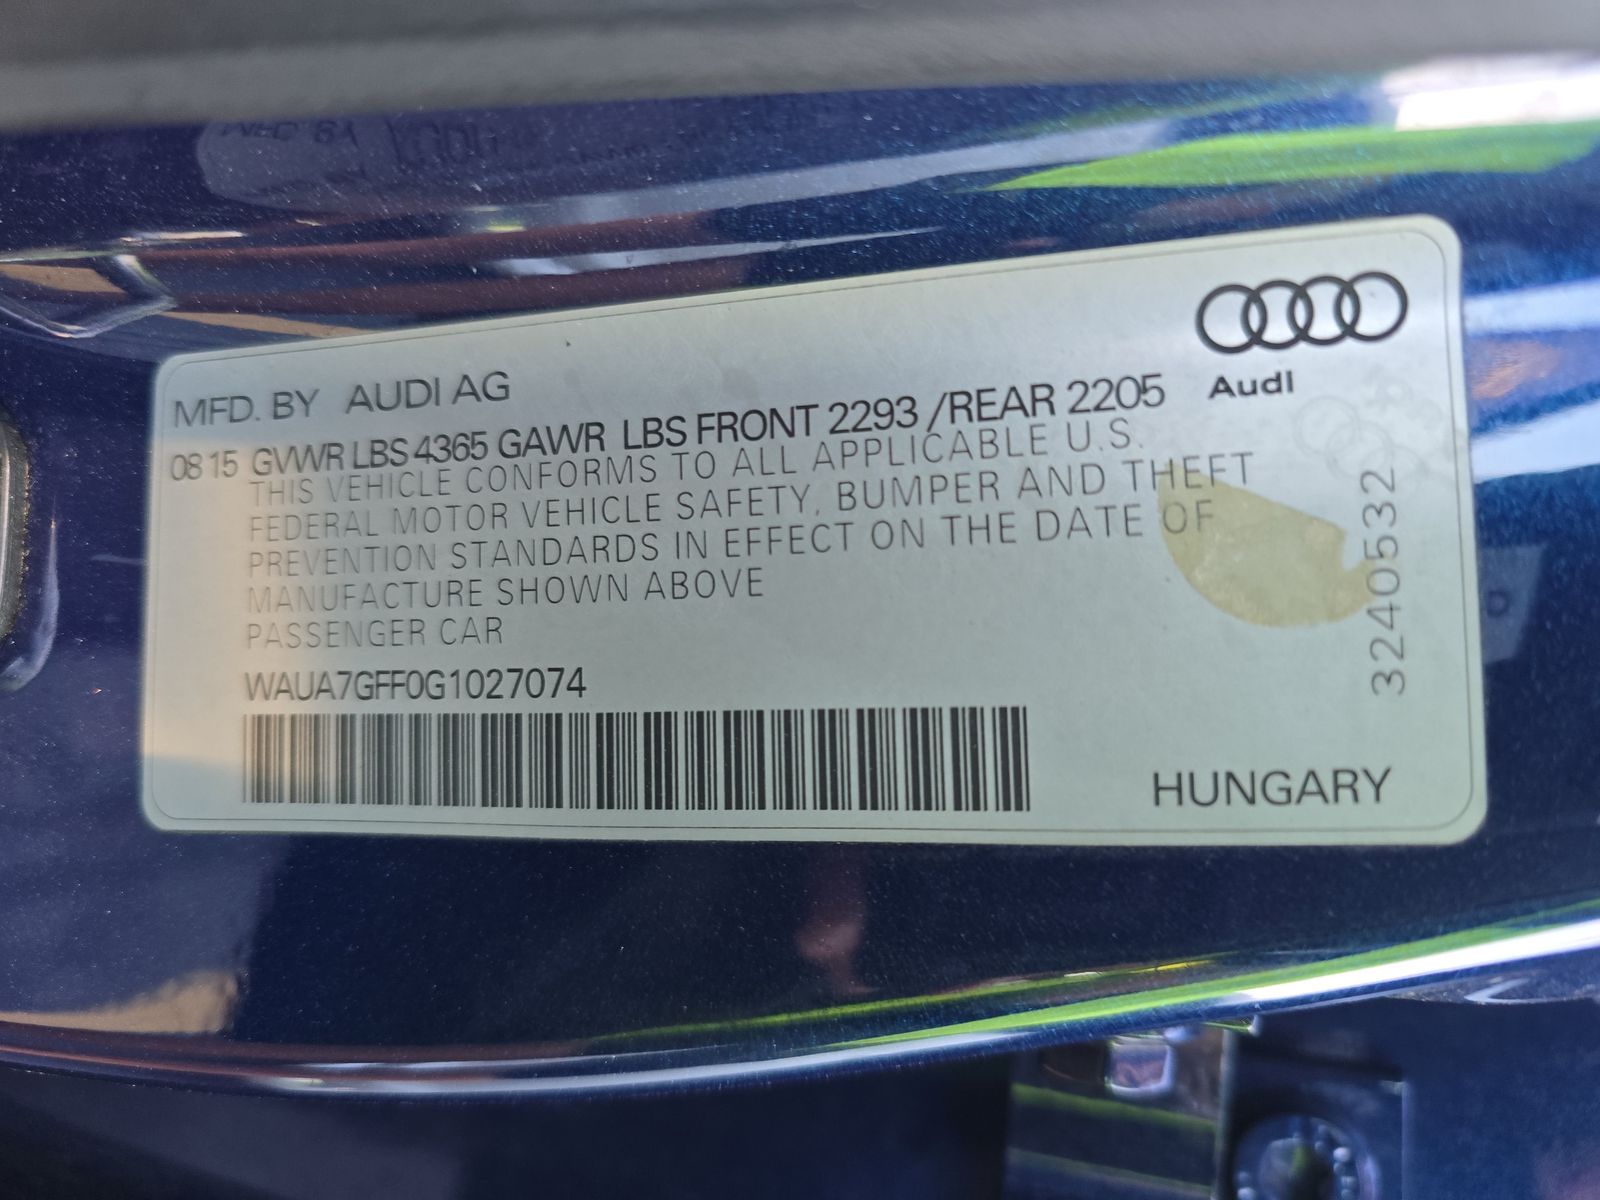 MFD. BY AUDI AG
Audi
08 15 GVWR LBS 4365 GAWR LBS FRONT 2293 /REAR 2205
THIS VEHICLE CONFORMS TO ALL APPLICABLE U.S.
FEDERAL MOTOR VEHICLE SAFETY, BUMPER AND THEFT
PREVENTION STANDARDS IN EFFECT ON THE DATE OF
MANUFACTURE SHOWN ABOVE
PASSENGER CAR
3240532
WAUA7GFF0G1027074
HUNGARY